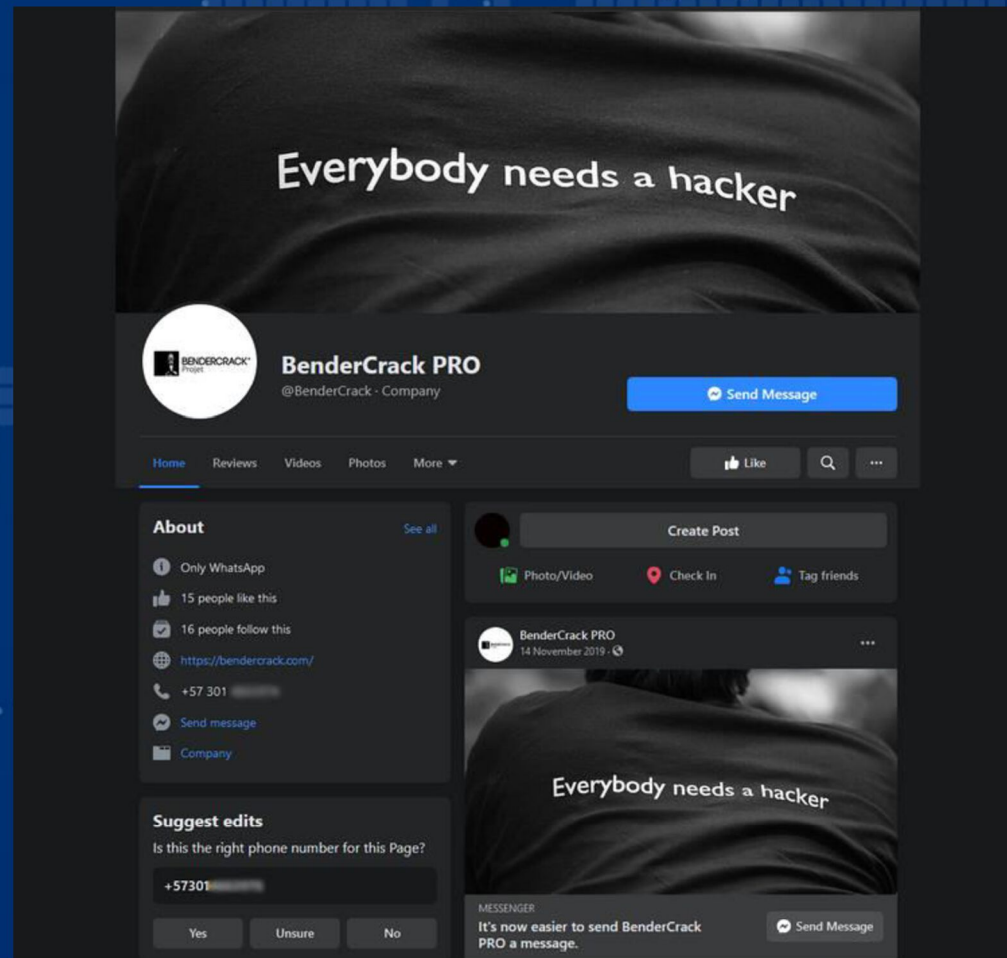 Everybody needs a hacker
BENDERCRACK
Projet
BenderCrack PRO
@BenderCrack · Company
Send Message
Home Reviews Videos Photos More
Like
About
See all
Only WhatsApp
15 people like this
16 people follow this
https://bendercrack.com/
+57 301
Send message
Company
Suggest edits
Is this the right phone number for this Page?
+57301
Yes Unsure No
Create Post
Photo/Video Check In Tag friends
BenderCrack PRO
14 November 2019 ·
Everybody needs a hacker
MESSENGER
It's now easier to send BenderCrack
PRO a message.
Send Message